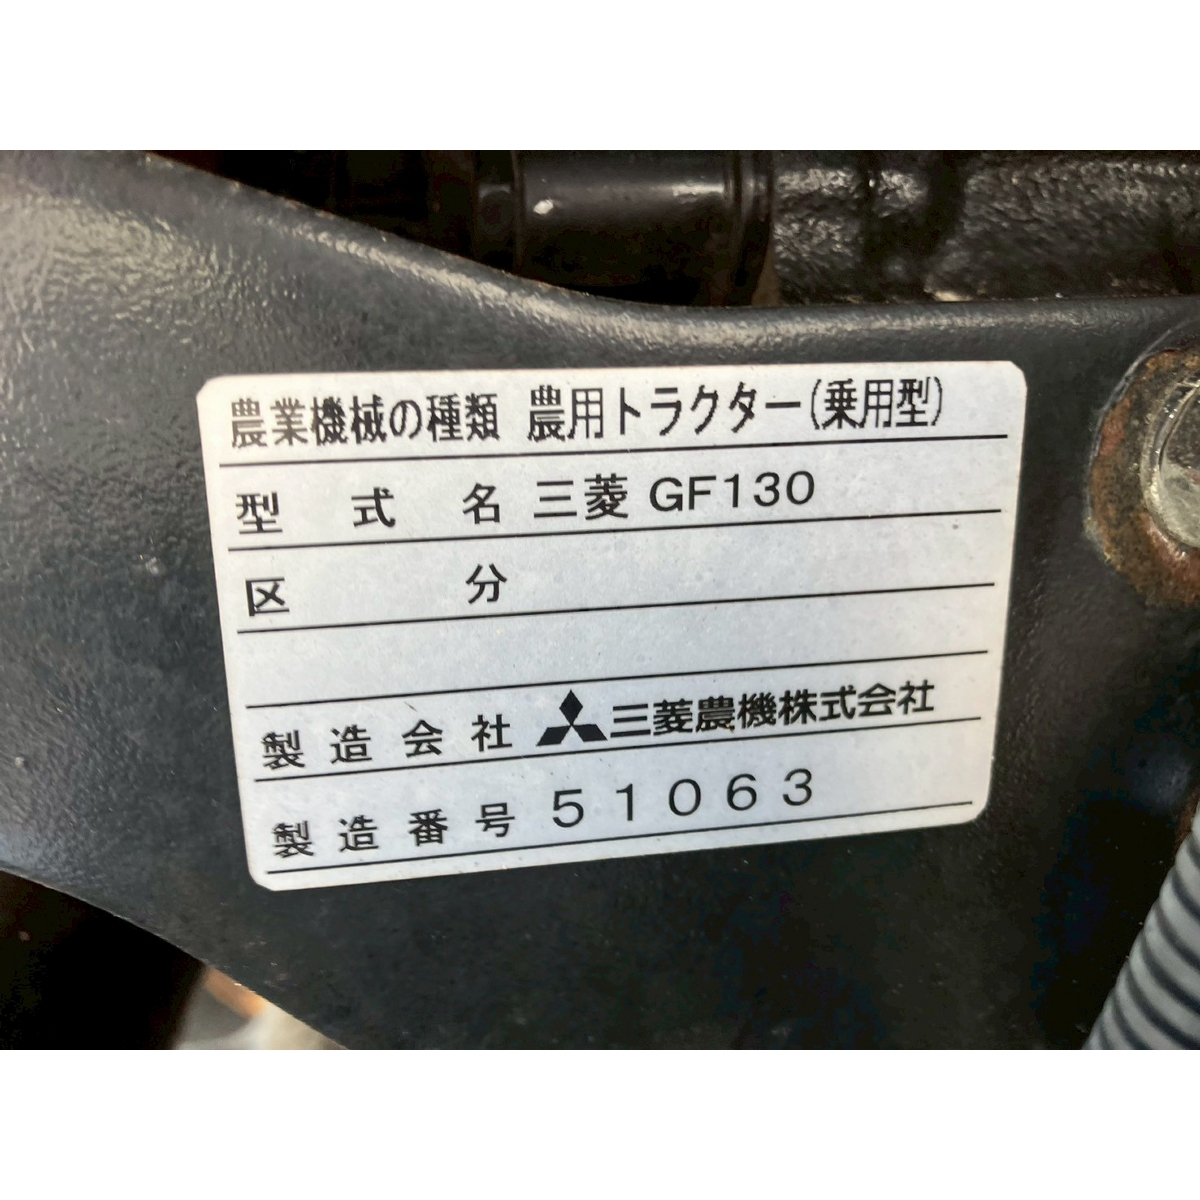 農業機械の種類 農用トラクター(乗用型)
型式名 三菱 GF130
区分
製造会社 三菱農機株式会社
製造番号 51063